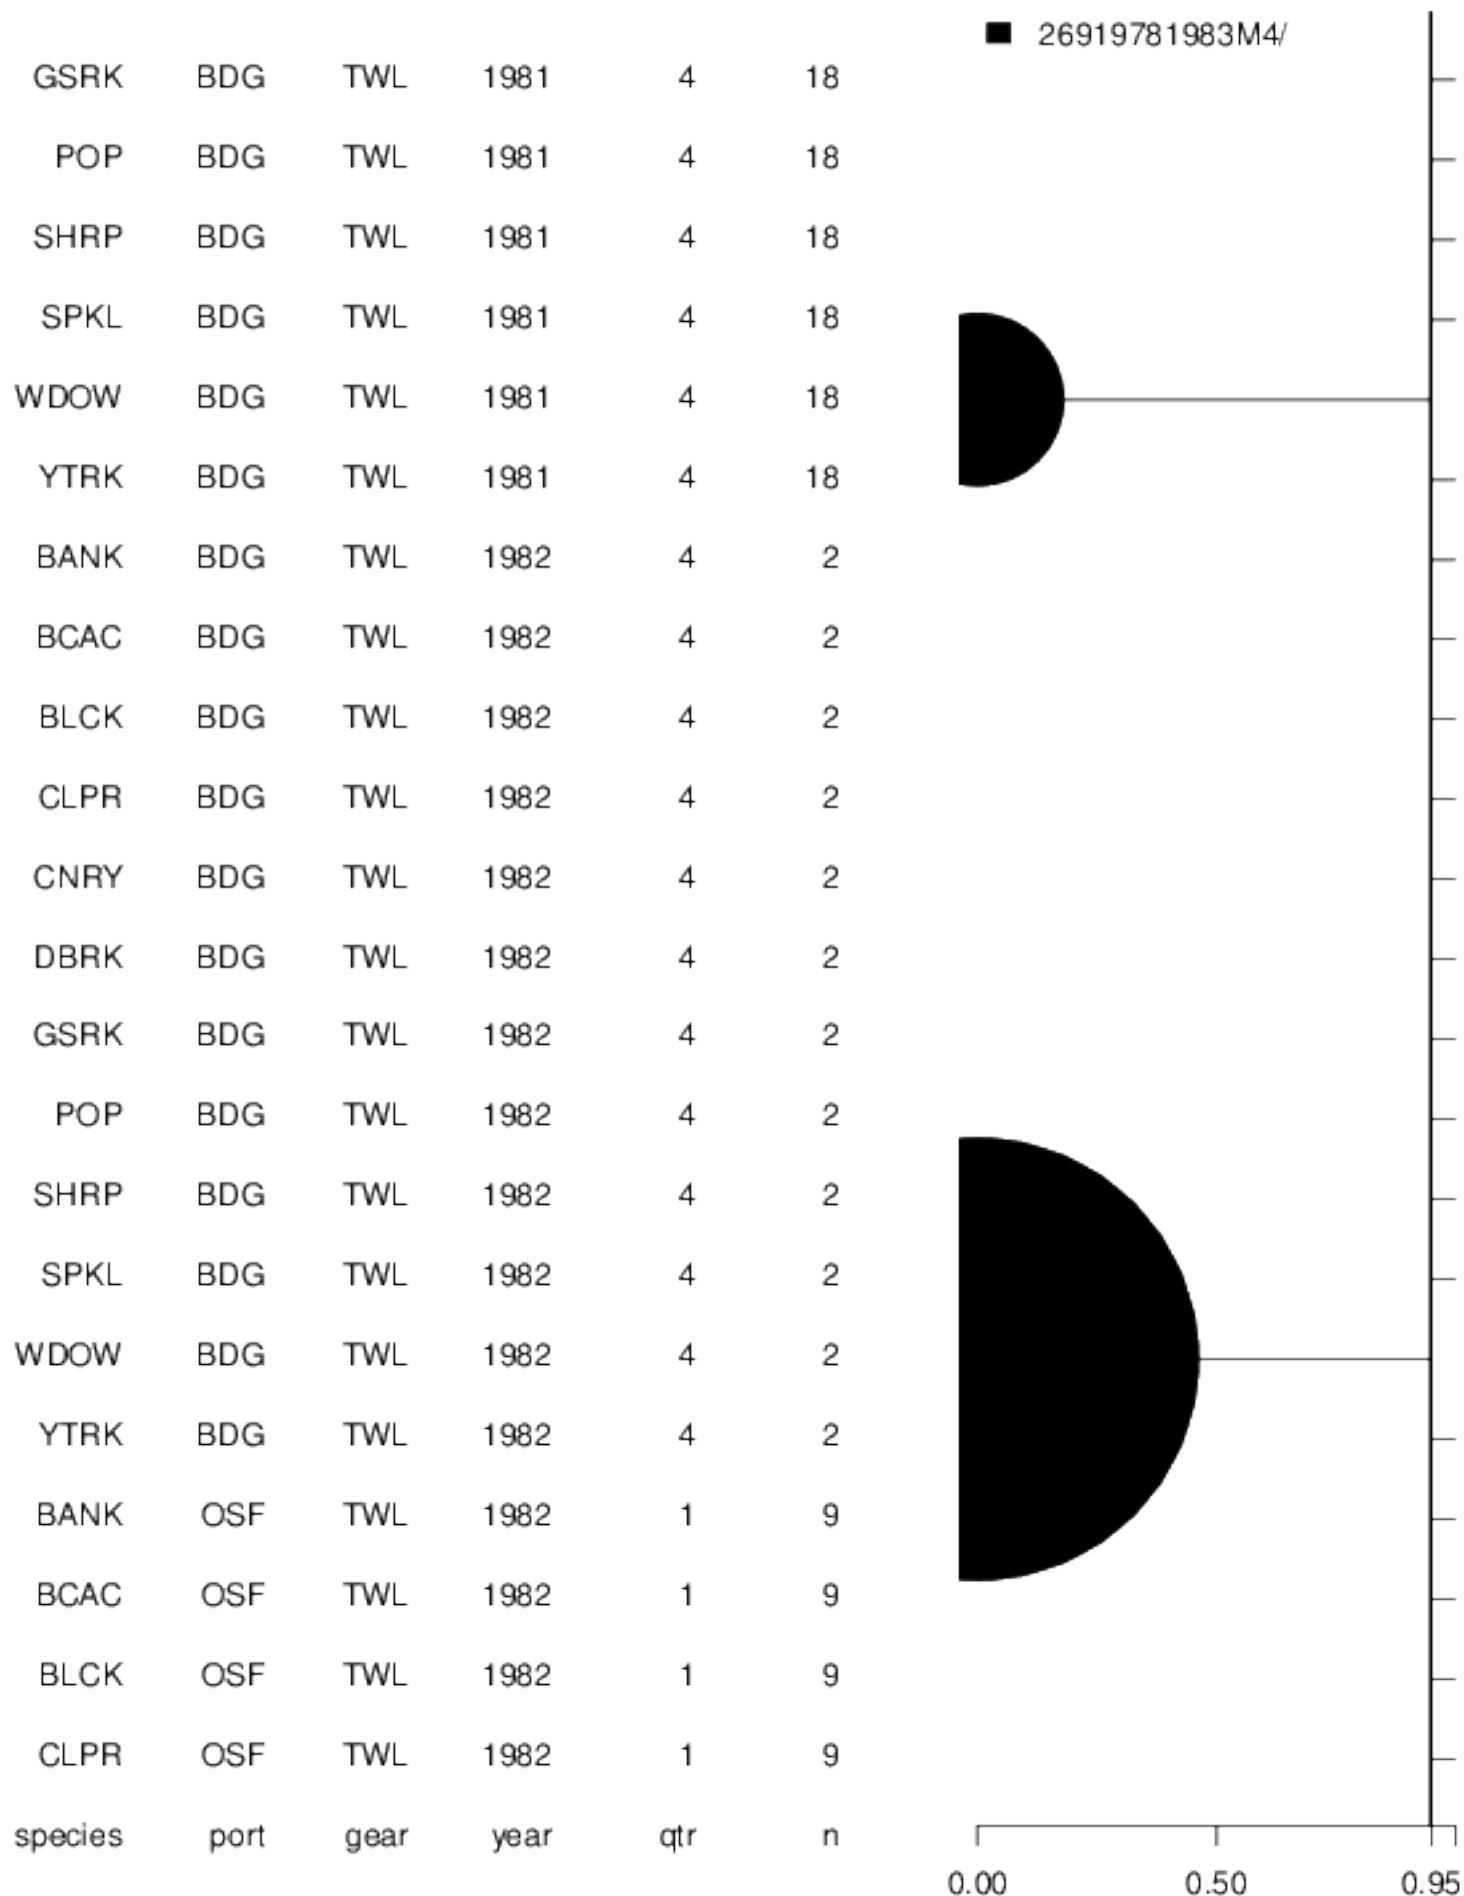 26919781983M4/
GSRK BDG TWL 1981 4 18
POP BDG TWL 1981 4 18
SHRP BDG TWL 1981 4 18
SPKL BDG TWL 1981 4 18
WDOW BDG TWL 1981 4 18
YTRK BDG TWL 1981 4 18
BANK BDG TWL 1982 4 2
BCAC BDG TWL 1982 4 2
BLCK BDG TWL 1982 4 2
CLPR BDG TWL 1982 4 2
CNRY BDG TWL 1982 4 2
DBRK BDG TWL 1982 4 2
GSRK BDG TWL 1982 4 2
POP BDG TWL 1982 4 2
SHRP BDG TWL 1982 4 2
SPKL BDG TWL 1982 4 2
WDOW BDG TWL 1982 4 2
YTRK BDG TWL 1982 4 2
BANK OSF TWL 1982 1 9
BCAC OSF TWL 1982 1 9
BLCK OSF TWL 1982 1 9
CLPR OSF TWL 1982 1 9
species port gear year qtr n
0.00 0.50 0.95